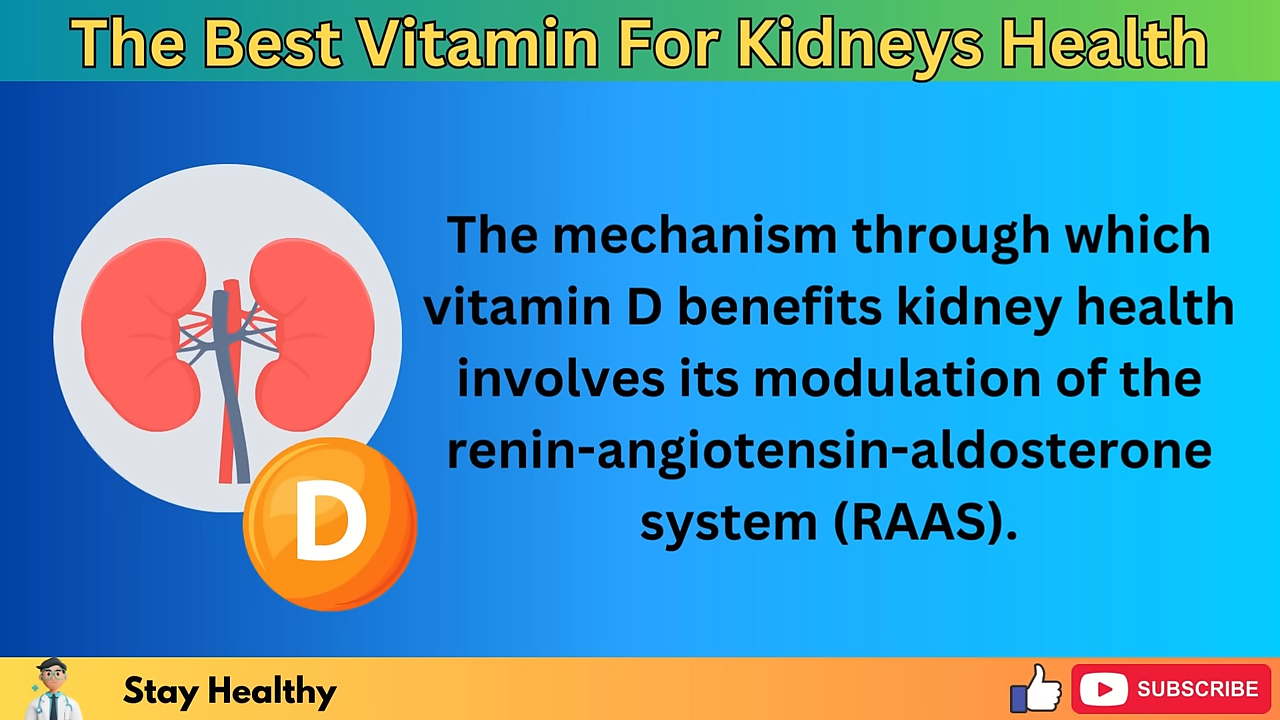 The Best Vitamin For Kidneys Health
The mechanism through which
vitamin D benefits kidney health
involves its modulation of the
renin-angiotensin-aldosterone
system (RAAS).
D
Stay Healthy
SUBSCRIBE